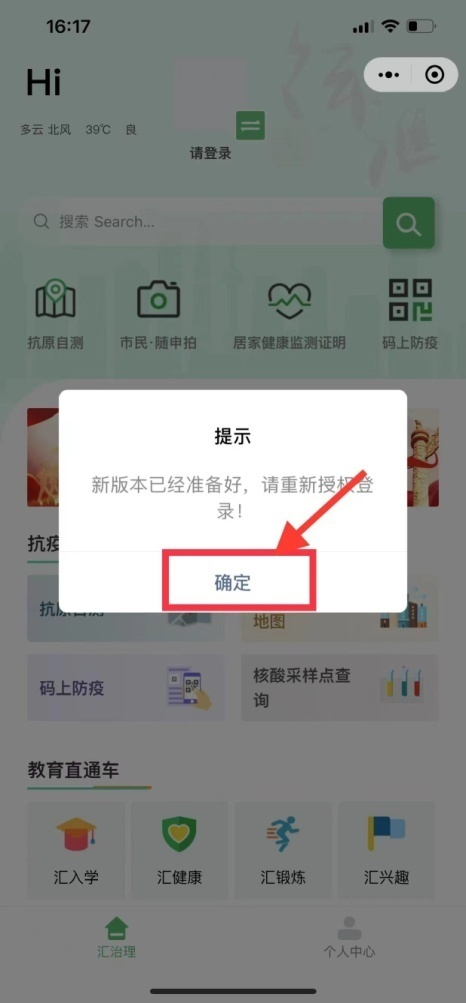 16:17
Hi
多云 北风 39℃ 良
请登录
搜索 Search...
抗原自测
市民·随申拍
居家健康监测证明
码上防疫
提示
新版本已经准备好，请重新授权登
录！
确定
抗疫
抗原自测
地图
码上防疫
核酸采样点查
询
教育直通车
汇入学
汇健康
汇锻炼
汇兴趣
汇治理
个人中心